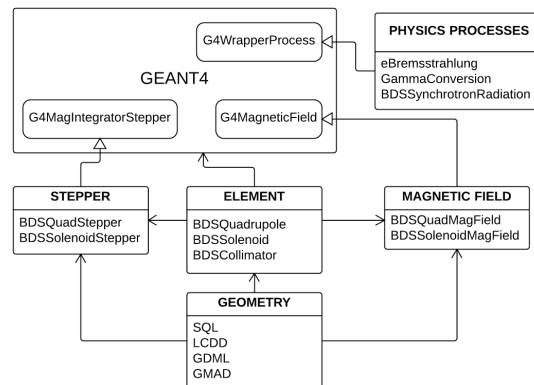 G4WrapperProcess
GEANT4
G4MagIntegratorStepper
G4MagneticField
PHYSICS PROCESSES
eBremsstrahlung
GammaConversion
BDSSynchrotronRadiation
STEPPER
BDSQuadStepper
BDSSolenoidStepper
ELEMENT
BDSQuadrupole
BDSSolenoid
BDSCollimator
MAGNETIC FIELD
BDSQuadMagField
BDSSolenoidMagField
GEOMETRY
SQL
LCDD
GDML
GMAD